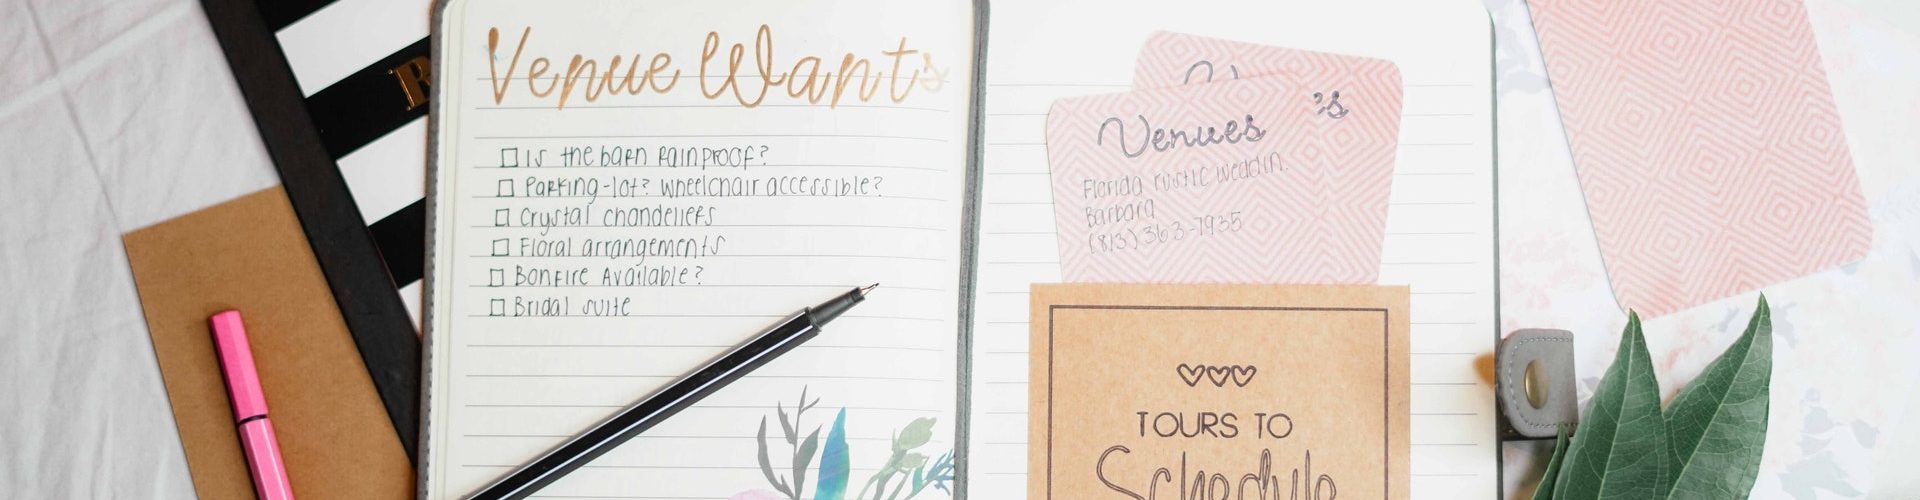 Venue Wants
Is the barn rainproof?
Parking-lot? wheelchair accessible?
Crystal chandeliers
Floral arrangements
Bonfire Available?
Bridal suite
's
Venues
Florida rustic weddin.
Barbara
(813) 363-7935
TOURS TO
Schedule